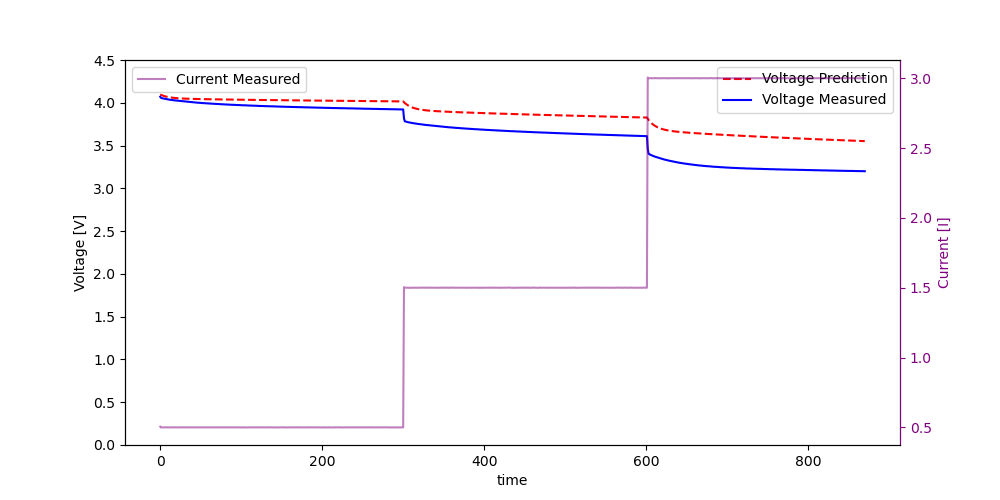 Current Measured
Voltage Prediction
Voltage Measured
4.5
4.0
3.5
3.0
2.5
2.0
1.5
1.0
0.5
0.0
Voltage [V]
3.0
2.5
2.0
1.5
1.0
0.5
Current [I]
0 200 400 600 800
time